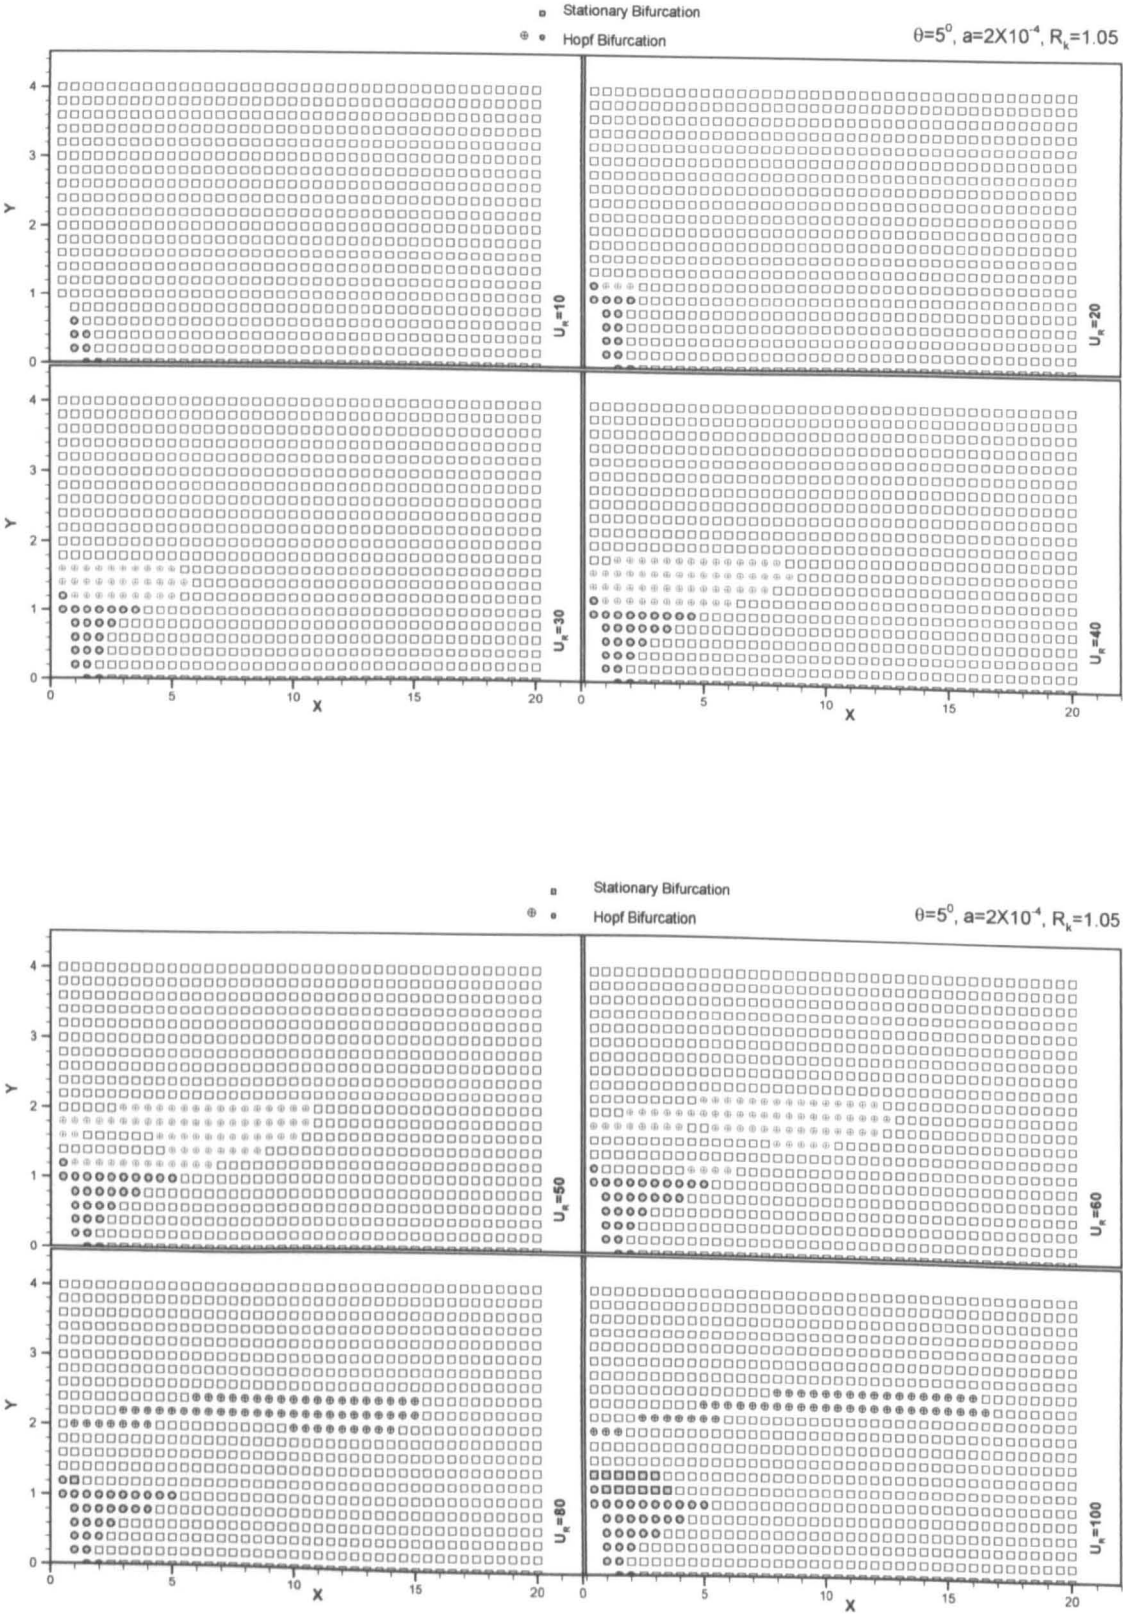 Stationary Bifurcation
Hopf Bifurcation
θ=5⁰, a=2X10⁻⁴, Rₖ=1.05
4
3
2
1
0
Y
U_R=10
U_R=20
4
3
2
1
0
Y
U_R=30
U_R=40
0 5 10 15 20
X
0 5 10 15 20
X
Stationary Bifurcation
Hopf Bifurcation
θ=5⁰, a=2X10⁻⁴, Rₖ=1.05
4
3
2
1
0
Y
U_R=50
U_R=60
4
3
2
1
0
Y
U_R=80
U_R=100
0 5 10 15 20
X
0 5 10 15 20
X